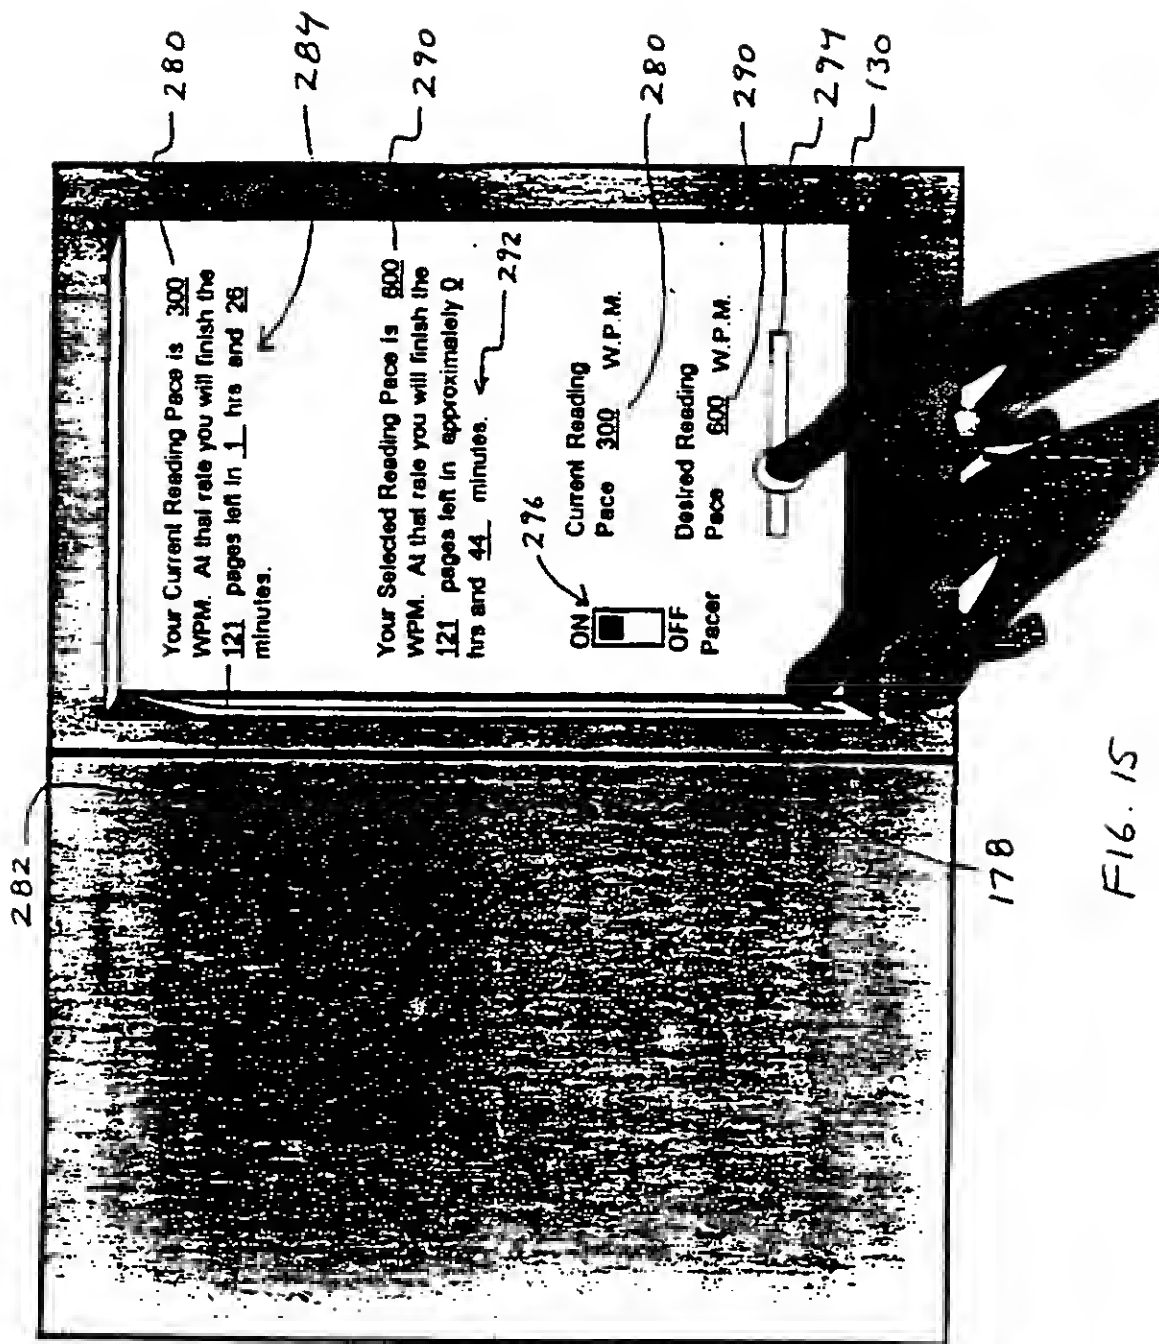 280
284
290
280
290
294
130
282
Your Current Reading Pace is 300
WPM. At that rate you will finish the
121 pages left in 1 hrs and 26
minutes.
Your Selected Reading Pace is 600
WPM. At that rate you will finish the
121 pages left in approximately 0
hrs and 44 minutes.
292
296
ON
OFF
Pacer
Current Reading
Pace 300 W.P.M.
Desired Reading
Pace 600 W.P.M.
178
FIG. 15